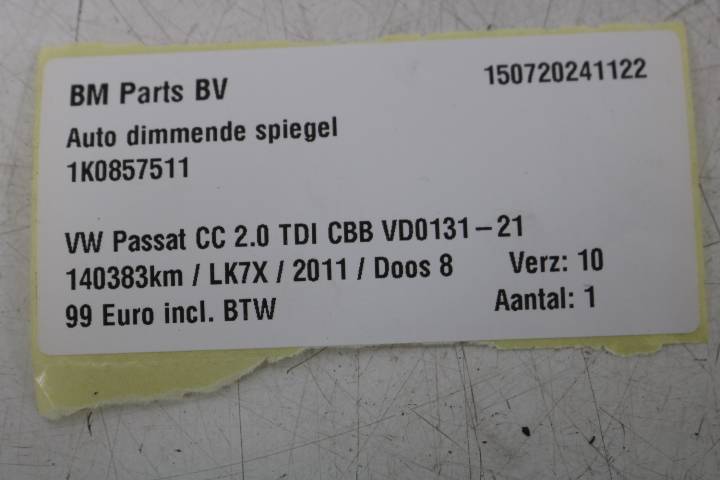 BM Parts BV 150720241122
Auto dimmende spiegel
1K0857511
VW Passat CC 2.0 TDI CBB VD0131-21
140383km / LK7X / 2011 / Doos 8 Verz: 10
99 Euro incl. BTW Aantal: 1